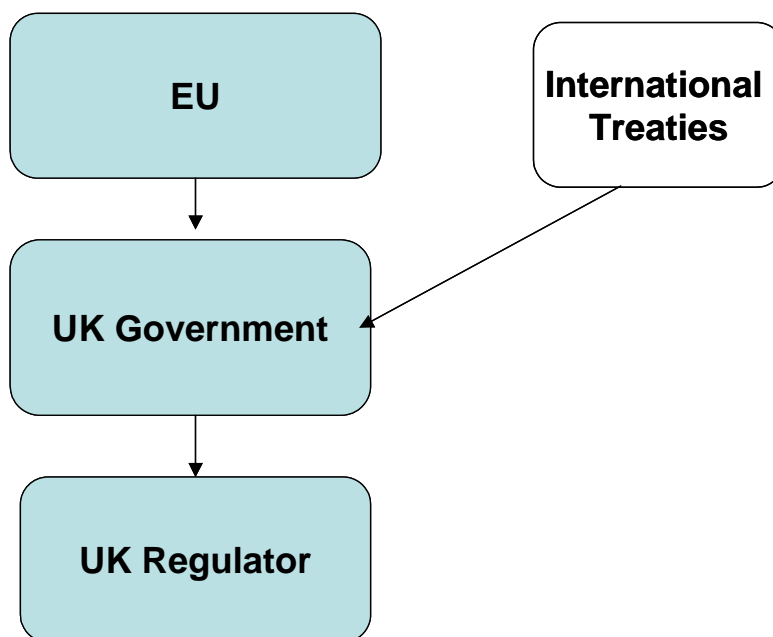 EU
International
Treaties
UK Government
UK Regulator